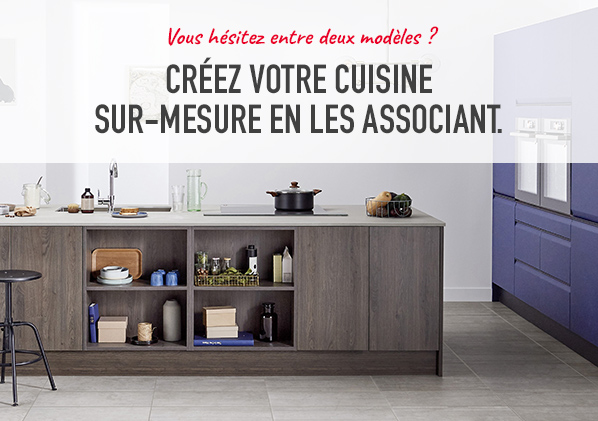 Vous hésitez entre deux modèles ?
CRÉEZ VOTRE CUISINE
SUR-MESURE EN LES ASSOCIANT.